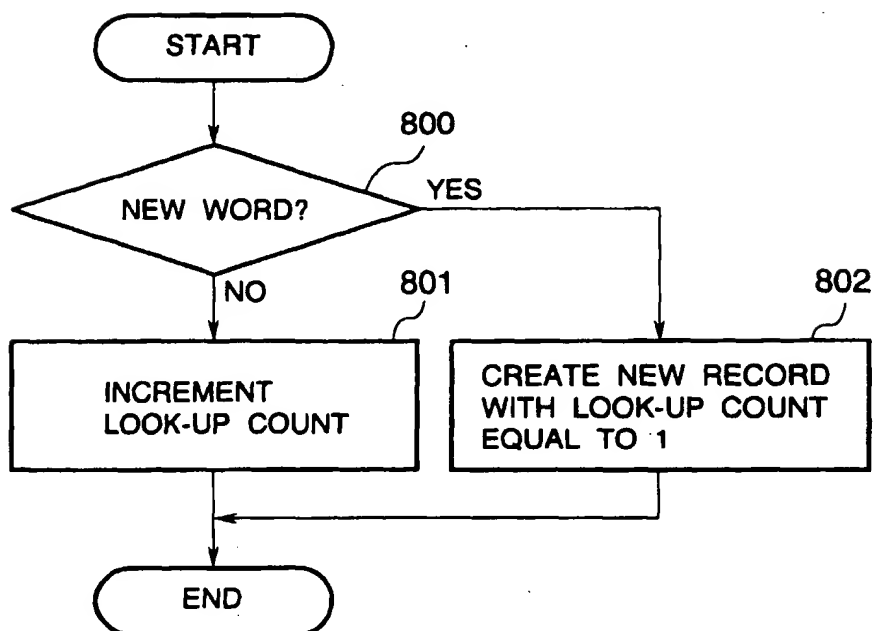 START
800
NEW WORD?
YES
NO
801
802
INCREMENT
LOOK-UP COUNT
CREATE NEW RECORD
WITH LOOK-UP COUNT
EQUAL TO 1
END